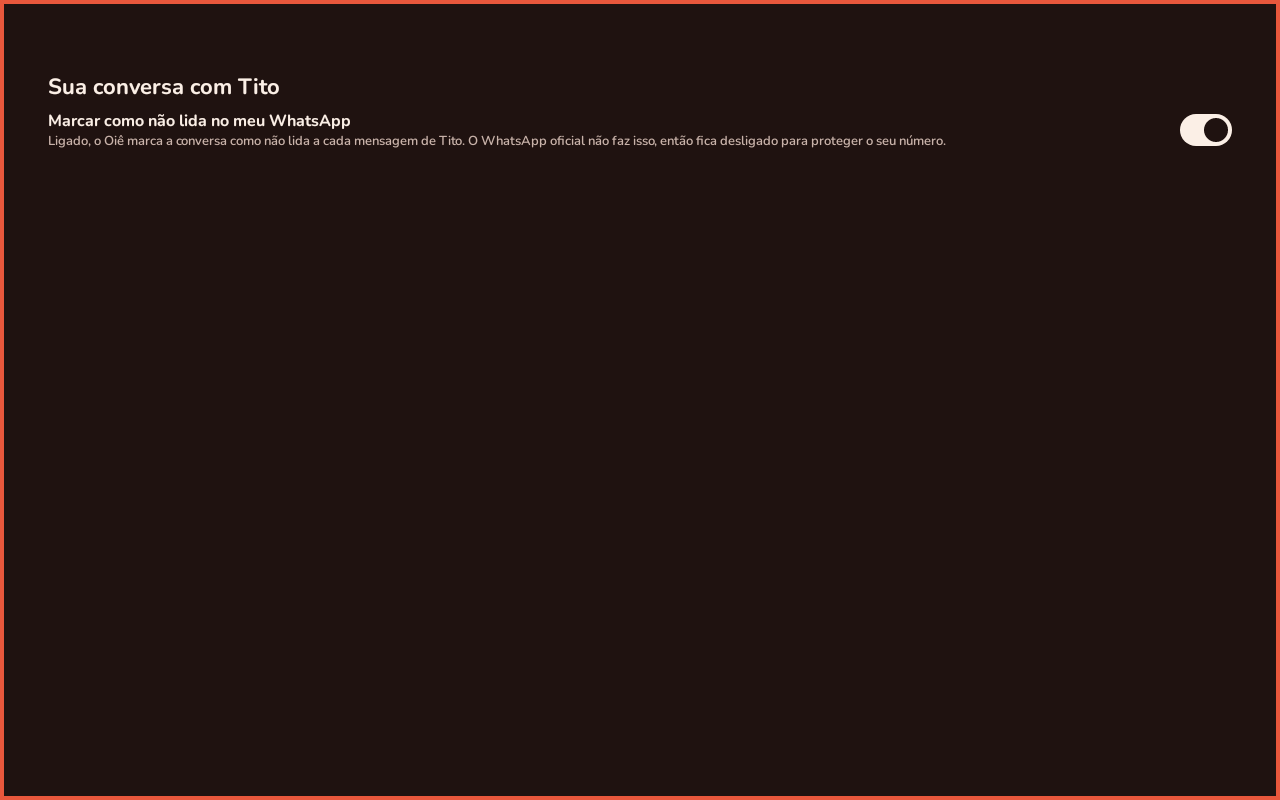 Sua conversa com Tito
Marcar como não lida no meu WhatsApp
Ligado, o Oiê marca a conversa como não lida a cada mensagem de Tito. O WhatsApp oficial não faz isso, então fica desligado para proteger o seu número.